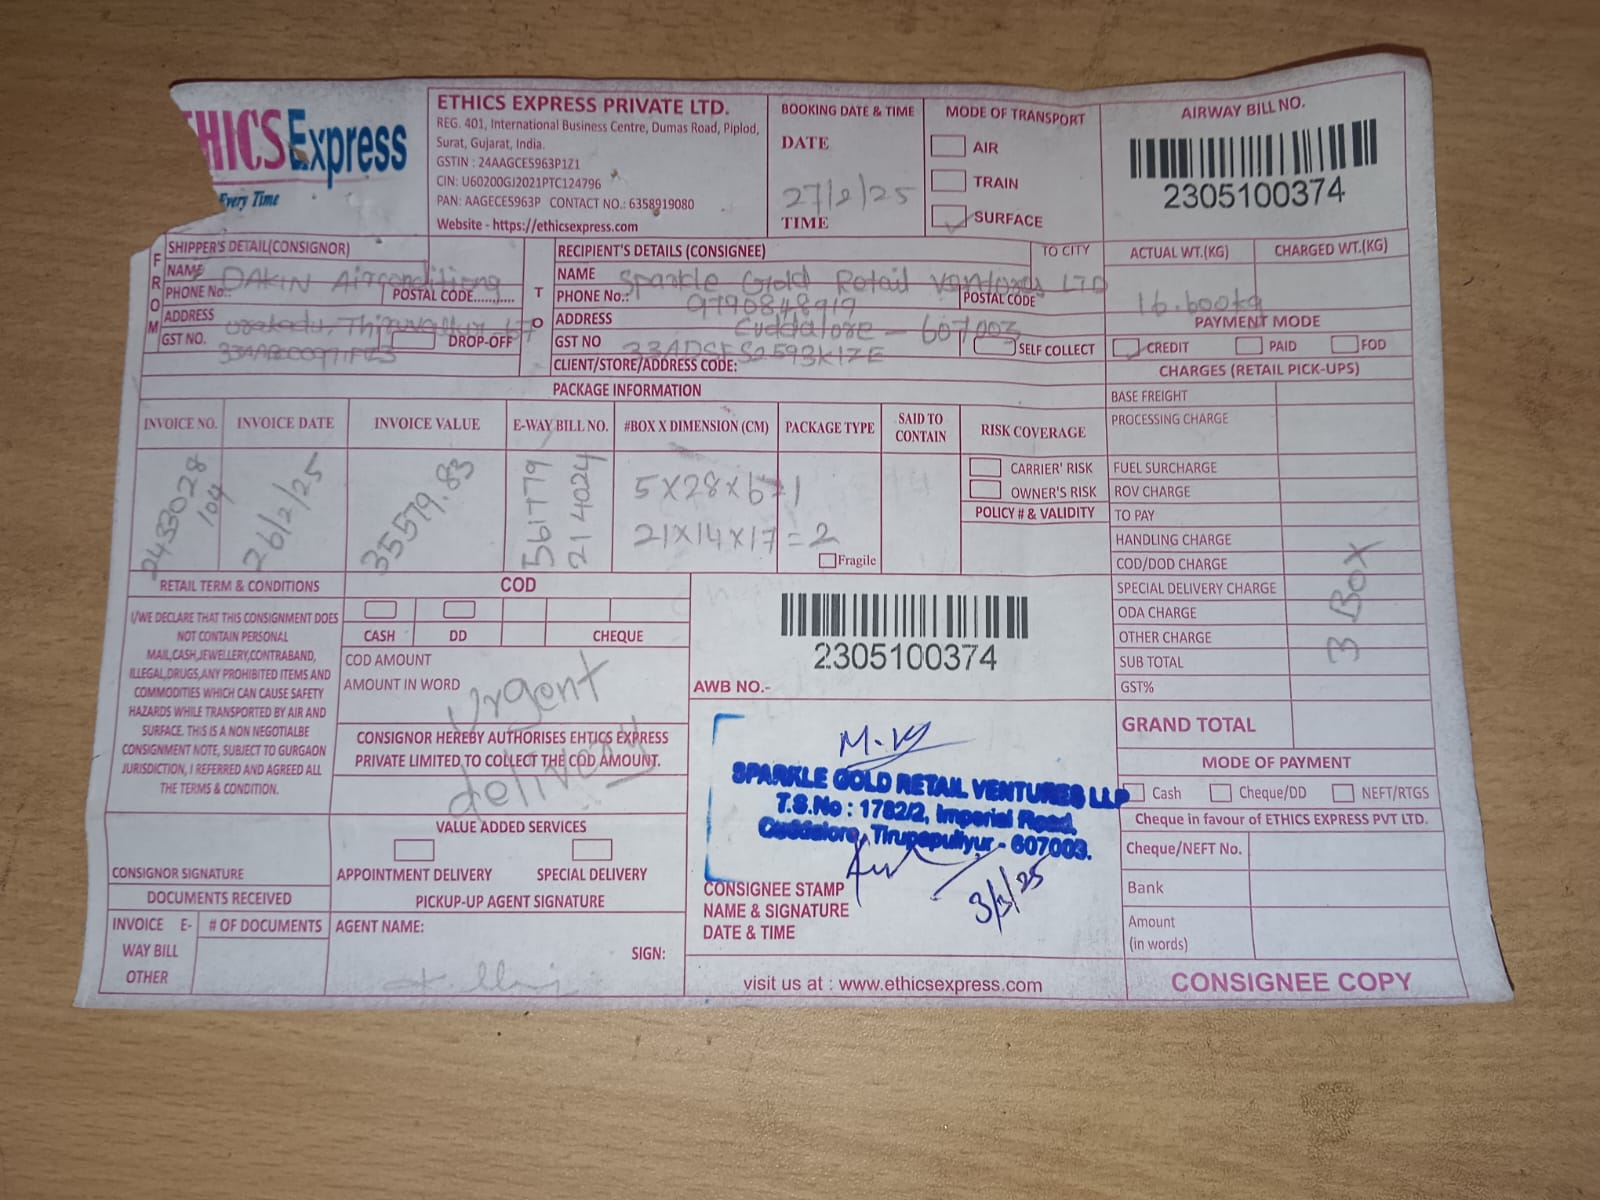 HICS Express
Every Time
ETHICS EXPRESS PRIVATE LTD.
REG. 401, International Business Centre, Dumas Road, Piplod,
Surat, Gujarat, India.
GSTIN : 24AAGCE5963P1Z1
CIN: U60200GJ2021PTC124796
PAN: AAGECE5963P CONTACT NO.: 6358919080
Website - https://ethicsexpress.com
BOOKING DATE & TIME
DATE
27/2/25
TIME
MODE OF TRANSPORT
AIR
TRAIN
SURFACE
AIRWAY BILL NO.
2305100374
FROM
SHIPPER'S DETAIL(CONSIGNOR)
NAME DAKIN Airconditiong
PHONE No.: POSTAL CODE..........
ADDRESS
GST NO. DROP-OFF
TO
RECIPIENT'S DETAILS (CONSIGNEE) TO CITY
NAME Sparkle Gold Retail Ventures LTD
PHONE No.: 9790848919 POSTAL CODE
ADDRESS Cuddalore - 607003
GST NO SELF COLLECT
CLIENT/STORE/ADDRESS CODE:
ACTUAL WT.(KG) CHARGED WT.(KG)
16.600kg
PAYMENT MODE
CREDIT PAID FOD
CHARGES (RETAIL PICK-UPS)
PACKAGE INFORMATION
INVOICE NO. INVOICE DATE INVOICE VALUE E-WAY BILL NO. #BOX X DIMENSION (CM) PACKAGE TYPE SAID TO CONTAIN RISK COVERAGE
2433028
104
26/2/25
35579.83
561779
214024
5X28X6=1
21X14X17=2
Fragile
CARRIER' RISK
OWNER'S RISK
POLICY # & VALIDITY
BASE FREIGHT
PROCESSING CHARGE
FUEL SURCHARGE
ROV CHARGE
TO PAY
HANDLING CHARGE
COD/DOD CHARGE
SPECIAL DELIVERY CHARGE
ODA CHARGE
OTHER CHARGE
SUB TOTAL
GST%
GRAND TOTAL
3 BOX
RETAIL TERM & CONDITIONS
I/WE DECLARE THAT THIS CONSIGNMENT DOES
NOT CONTAIN PERSONAL
MAIL,CASH,JEWELLERY,CONTRABAND,
ILLEGAL,DRUGS,ANY PROHIBITED ITEMS AND
COMMODITIES WHICH CAN CAUSE SAFETY
HAZARDS WHILE TRANSPORTED BY AIR AND
SURFACE. THIS IS A NON NEGOTIALBE
CONSIGNMENT NOTE, SUBJECT TO GURGAON
JURISDICTION, I REFERRED AND AGREED ALL
THE TERMS & CONDITION.
CONSIGNOR SIGNATURE
COD
CASH DD CHEQUE
COD AMOUNT
AMOUNT IN WORD
Urgent
delivery
CONSIGNOR HEREBY AUTHORISES EHTICS EXPRESS
PRIVATE LIMITED TO COLLECT THE COD AMOUNT.
VALUE ADDED SERVICES
APPOINTMENT DELIVERY SPECIAL DELIVERY
PICKUP-UP AGENT SIGNATURE
AGENT NAME:
SIGN:
DOCUMENTS RECEIVED
INVOICE E- # OF DOCUMENTS
WAY BILL
OTHER
2305100374
AWB NO.-
SPARKLE GOLD RETAIL VENTURES LLP
T.S.No : 1782/2, Imperial Road,
Cuddalore, Tirupapuliyur - 607003.
3/3/25
CONSIGNEE STAMP
NAME & SIGNATURE
DATE & TIME
visit us at : www.ethicsexpress.com
MODE OF PAYMENT
Cash Cheque/DD NEFT/RTGS
Cheque in favour of ETHICS EXPRESS PVT LTD.
Cheque/NEFT No.
Bank
Amount
(in words)
CONSIGNEE COPY